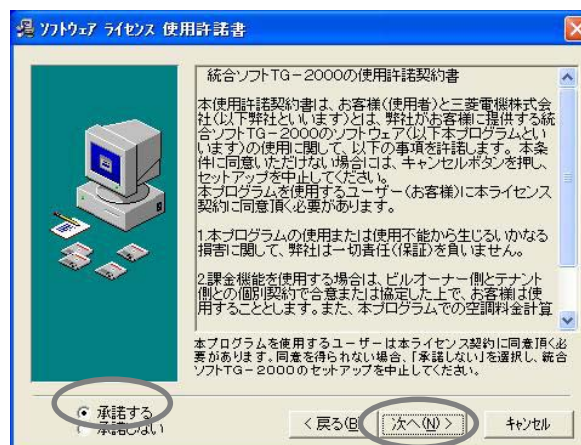 ソフトウェア ライセンス 使用許諾書
統合ソフトTG-2000の使用許諾契約書
本使用許諾契約書は、お客様(使用者)と三菱電機株式会
社(以下弊社といいます)とは、弊社がお客様に提供する統
合ソフトTG-2000のソフトウェア(以下本プログラムとい
います)の使用に関して、以下の事項を許諾します。本条
件に同意いただけない場合には、キャンセルボタンを押し、
セットアップを中止してください。
本プログラムを使用するユーザー(お客様)に本ライセンス
契約に同意頂く必要があります。
1.本プログラムの使用または使用不能から生じるいかなる
損害に関して、弊社は一切責任(保証)を負いません。
2.課金機能を使用する場合は、ビルオーナー側とテナント
側との個別契約で合意または協定した上で、お客様は使
用することとします。また、本プログラムでの空調料金計算
本プログラムを使用するユーザーは本ライセンス契約に同意頂く必
要があります。同意を得られない場合、「承諾しない」を選択し、統合
ソフトTG-2000のセットアップを中止してください。
承諾する
承諾しない
< 戻る(B)
次へ(N) >
キャンセル